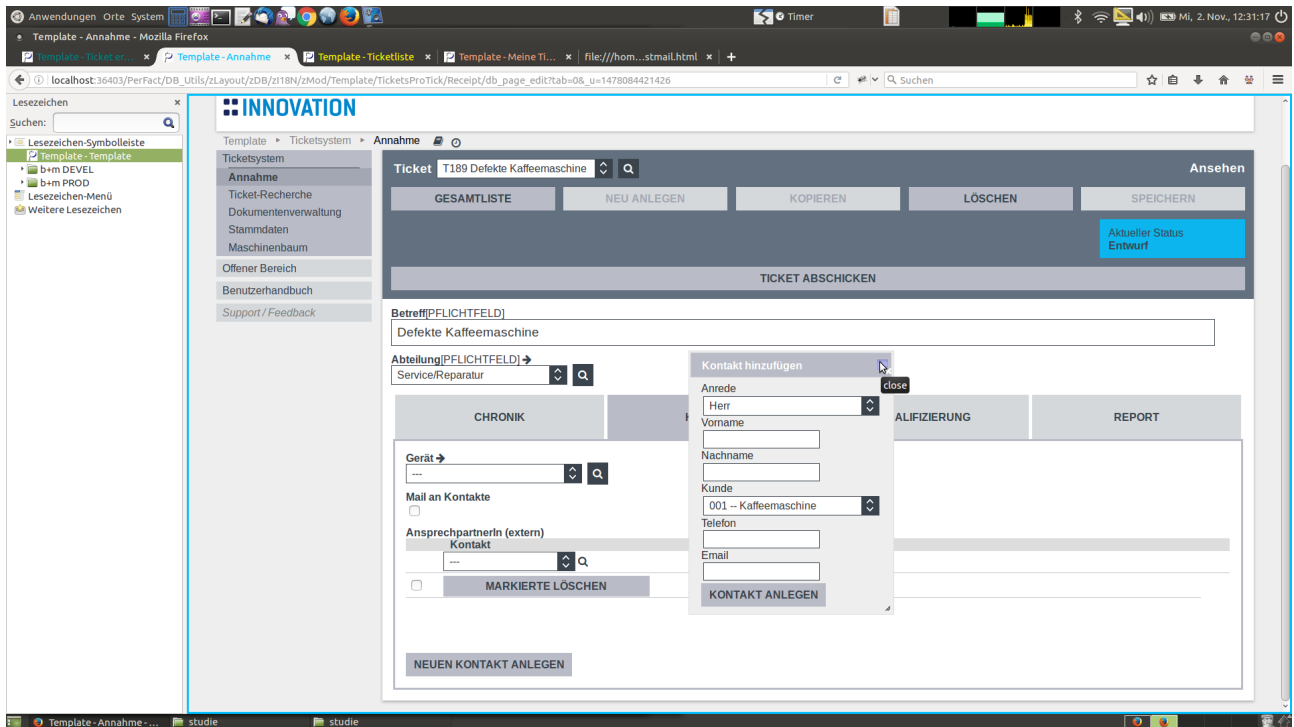 Anwendungen Orte System Timer Mi, 2. Nov., 12:31:17
Template - Annahme - Mozilla Firefox
Template - Ticket er... × Template - Annahme × Template - Ticketliste × Template - Meine Ti... × file:///hom...stmail.html × +
localhost:36403/PerFact/DB_Utils/zLayout/zDB/zI18N/zMod/Template/TicketsProTick/Receipt/db_page_edit?tab=0&_u=1478084421426 Suchen
Lesezeichen ×
Suchen:
Lesezeichen-Symbolleiste
Template - Template
b+m DEVEL
b+m PROD
Lesezeichen-Menü
Weitere Lesezeichen
INNOVATION
Template Ticketsystem Annahme
Ticketsystem
Annahme
Ticket-Recherche
Dokumentenverwaltung
Stammdaten
Maschinenbaum
Offener Bereich
Benutzerhandbuch
Support / Feedback
Ticket T189 Defekte Kaffeemaschine Ansehen
GESAMTLISTE NEU ANLEGEN KOPIEREN LÖSCHEN SPEICHERN
Aktueller Status
Entwurf
TICKET ABSCHICKEN
Betreff[PFLICHTFELD]
Defekte Kaffeemaschine
Abteilung[PFLICHTFELD]
Service/Reparatur
CHRONIK ALIFIZIERUNG REPORT
Gerät
---
Mail an Kontakte
AnsprechpartnerIn (extern)
Kontakt
---
MARKIERTE LÖSCHEN
NEUEN KONTAKT ANLEGEN
Kontakt hinzufügen
close
Anrede
Herr
Vorname
Nachname
Kunde
001 -- Kaffeemaschine
Telefon
Email
KONTAKT ANLEGEN
Template - Annahme - ... studie studie